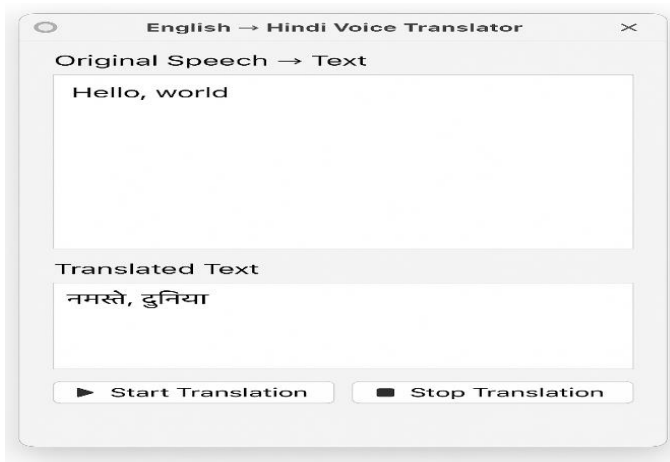 English → Hindi Voice Translator
Original Speech → Text
Hello, world
Translated Text
नमस्ते, दुनिया
Start Translation
Stop Translation